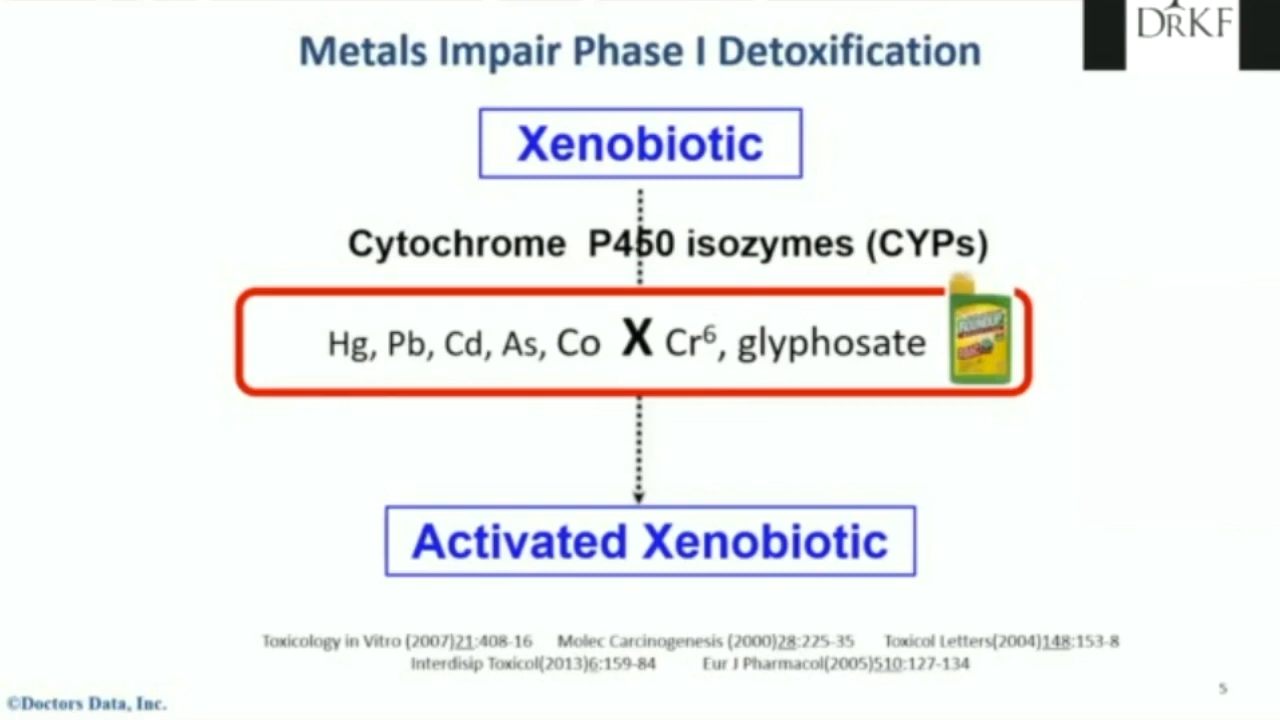 DRKF
Metals Impair Phase I Detoxification
Xenobiotic
Cytochrome P450 isozymes (CYPs)
Hg, Pb, Cd, As, Co X Cr⁶, glyphosate
ROUNDUP
Activated Xenobiotic
Toxicology in Vitro (2007)21:408-16 Molec Carcinogenesis (2000)28:225-35 Toxicol Letters(2004)148:153-8
Interdisip Toxicol(2013)6:159-84 Eur J Pharmacol(2005)510:127-134
5
©Doctors Data, Inc.